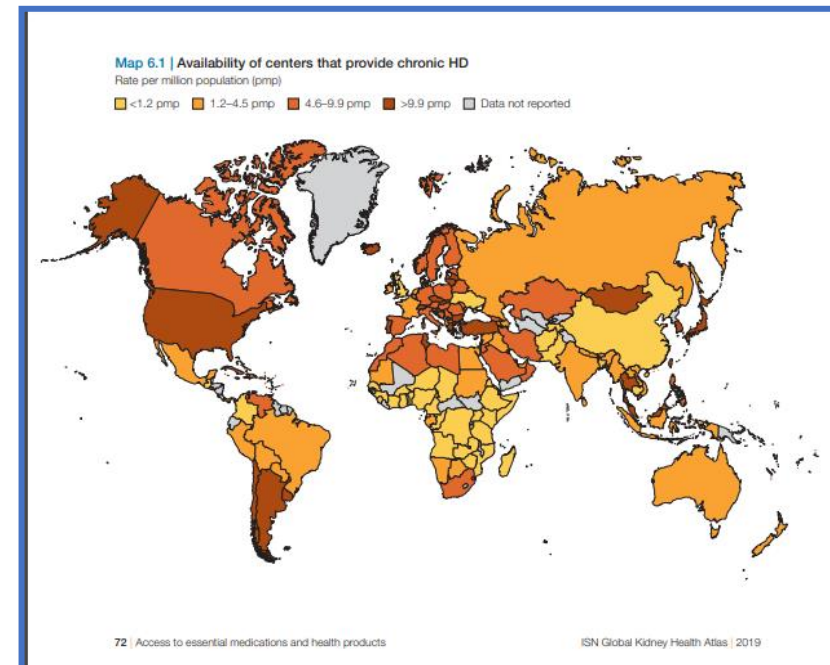 Map 6.1 | Availability of centers that provide chronic HD
Rate per million population (pmp)
<1.2 pmp 1.2–4.5 pmp 4.6–9.9 pmp >9.9 pmp Data not reported
72 | Access to essential medications and health products ISN Global Kidney Health Atlas | 2019